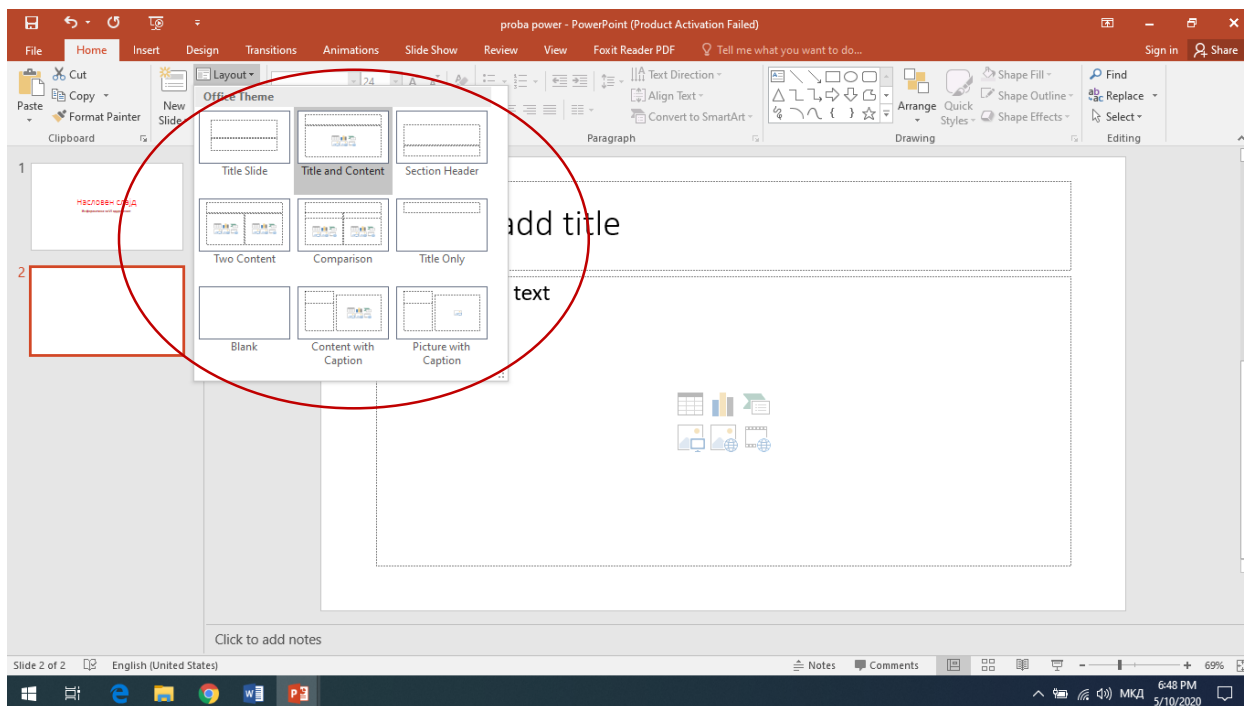 proba power - PowerPoint (Product Activation Failed)
File Home Insert Design Transitions Animations Slide Show Review View Foxit Reader PDF Tell me what you want to do... Sign in Share
Paste
Cut
Copy
Format Painter
Clipboard
New
Slide
Layout
24
Text Direction
Align Text
Convert to SmartArt
Paragraph
Arrange
Quick
Styles
Shape Fill
Shape Outline
Shape Effects
Drawing
Find
Replace
Select
Editing
Office Theme
Title Slide
Title and Content
Section Header
Two Content
Comparison
Title Only
Blank
Content with
Caption
Picture with
Caption
1
Насловен слајд
2
add title
text
Click to add notes
Slide 2 of 2 English (United States) Notes Comments 69%
МКД
6:48 PM
5/10/2020